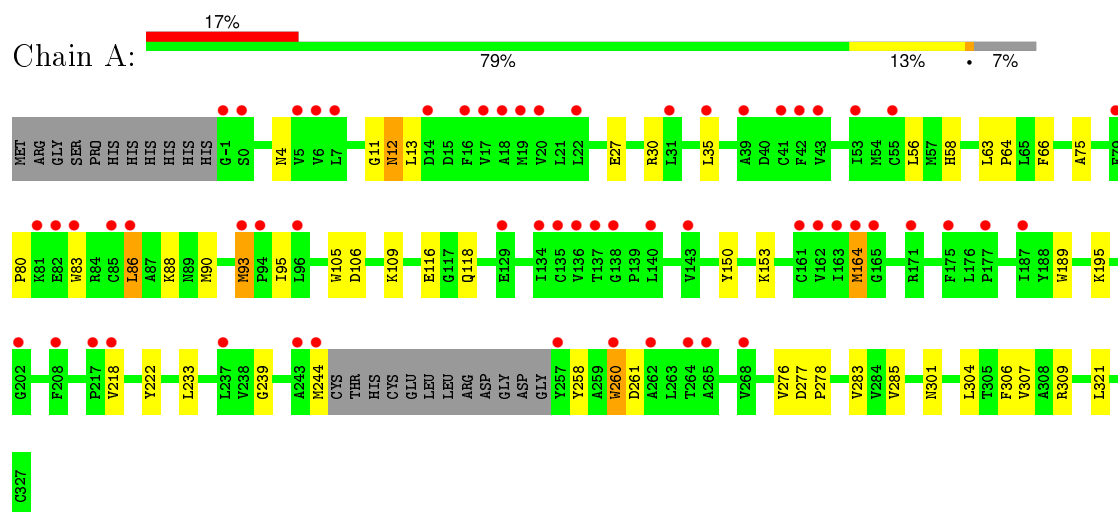 17%
Chain A:
79% • 13% 7%
MET ARG GLY SER PRO HIS HIS HIS HIS HIS HIS G-1 S0 N4 V5 V6 L7 G11 N12 L13 D14 D15 F16 V17 A18 M19 V20 L21 L22 E27 R30 L31 L35 A39 D40 C41 F42 V43 I53 M54 C55 L56 M57 H58 L63 P64 L65 F66 A75
P80 K81 E82 W83 R84 C85 L86 A87 K88 N89 M90 M93 P94 I95 L96 W105 D106 K109 E116 G117 Q118 E129 I134 C135 V136 T137 G138 P139 L140 V143 Y150 K153 C161 V162 I163 M164 G165 R171 F175 L176 P177 I187 Y188 W189 K195
G202 F208 P217 V218 Y222 L233 L237 V238 G239 A243 M244 CYS THR HIS CYS GLU LEU LEU ARG ASP GLY ASP GLY Y257 Y258 A259 W260 D261 A262 L263 T264 A265 V268 V276 D277 P278 V283 V284 V285 N301 L304 T305 F306 V307 A308 R309 L321
C327